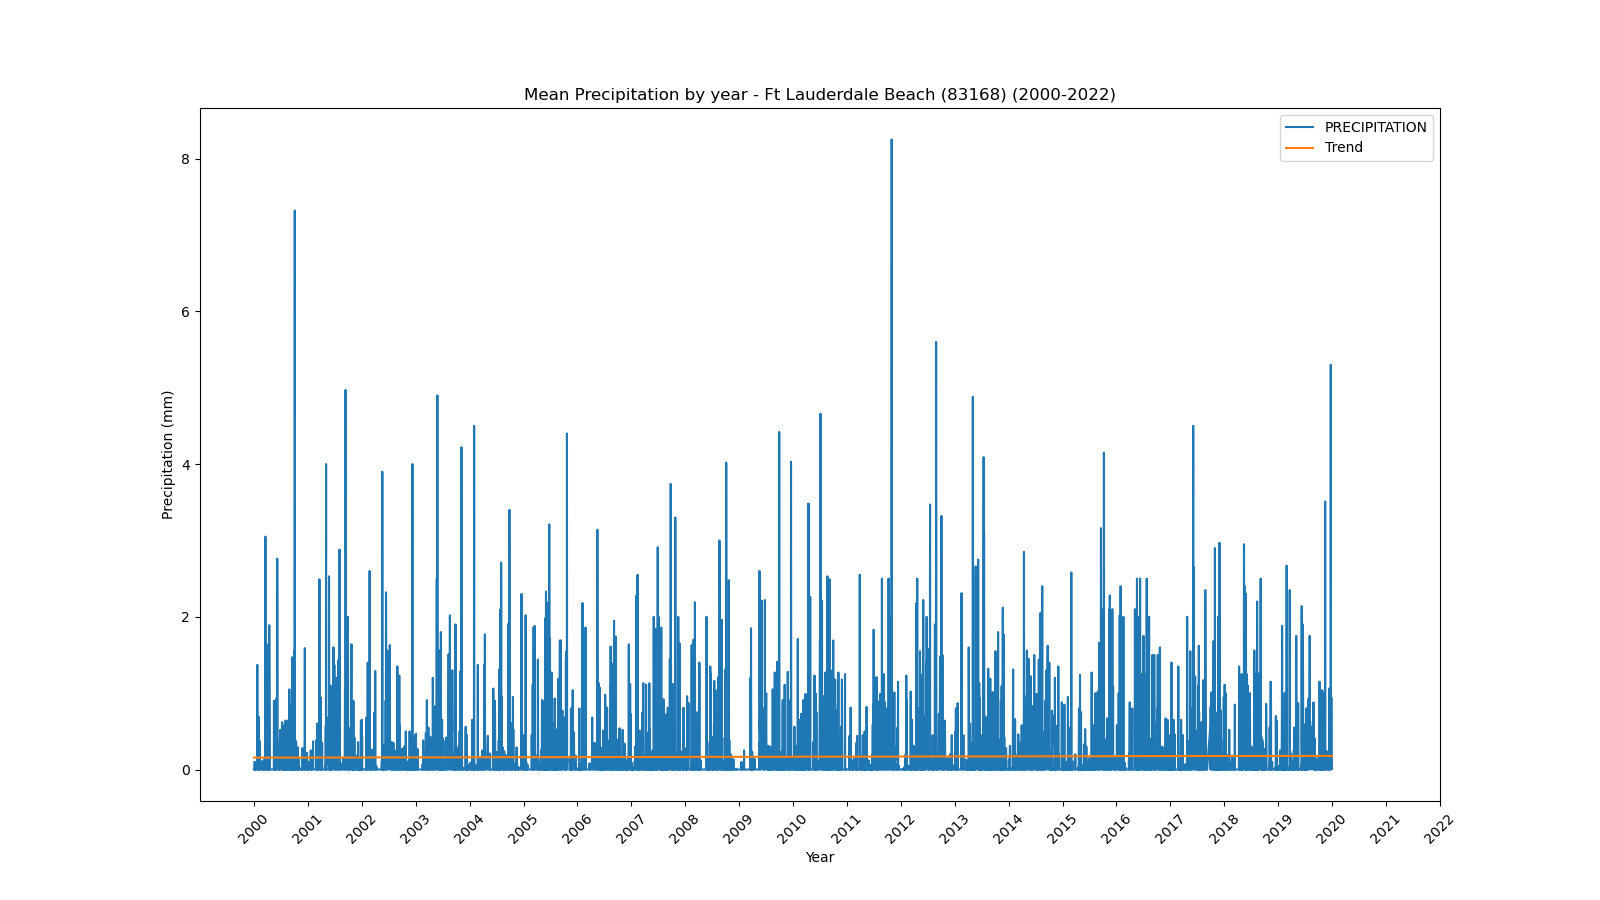 Mean Precipitation by year - Ft Lauderdale Beach (83168) (2000-2022)
PRECIPITATION
Trend
8
6
4
2
0
Precipitation (mm)
2000 2001 2002 2003 2004 2005 2006 2007 2008 2009 2010 2011 2012 2013 2014 2015 2016 2017 2018 2019 2020 2021 2022
Year